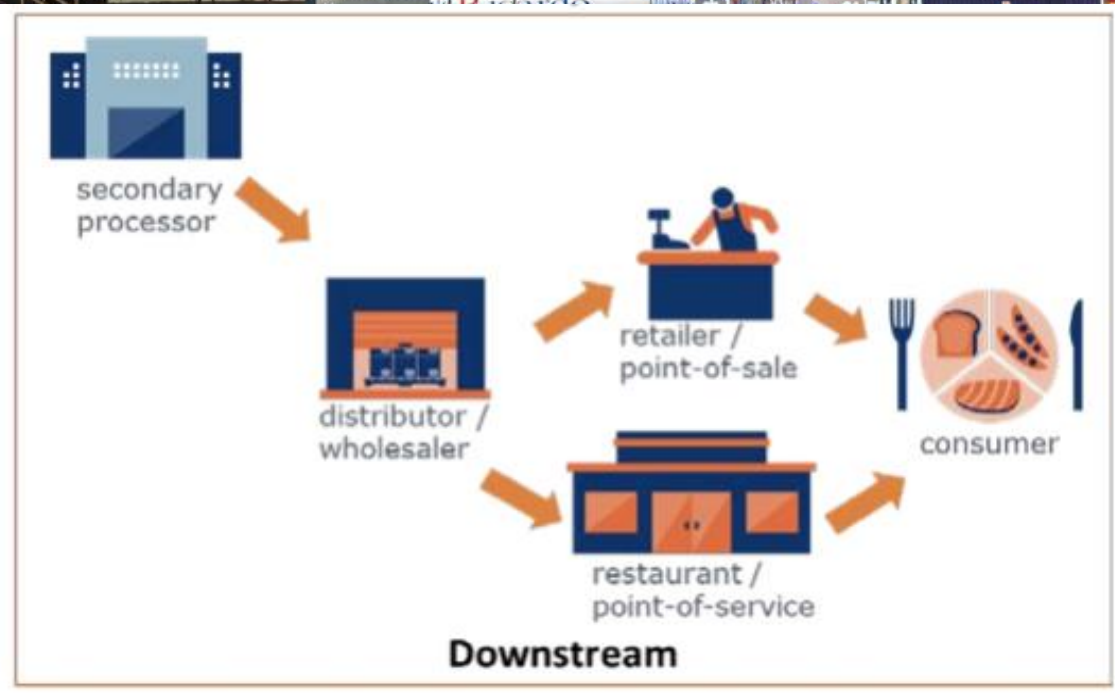 secondary
processor
distributor /
wholesaler
retailer /
point-of-sale
restaurant /
point-of-service
consumer
Downstream